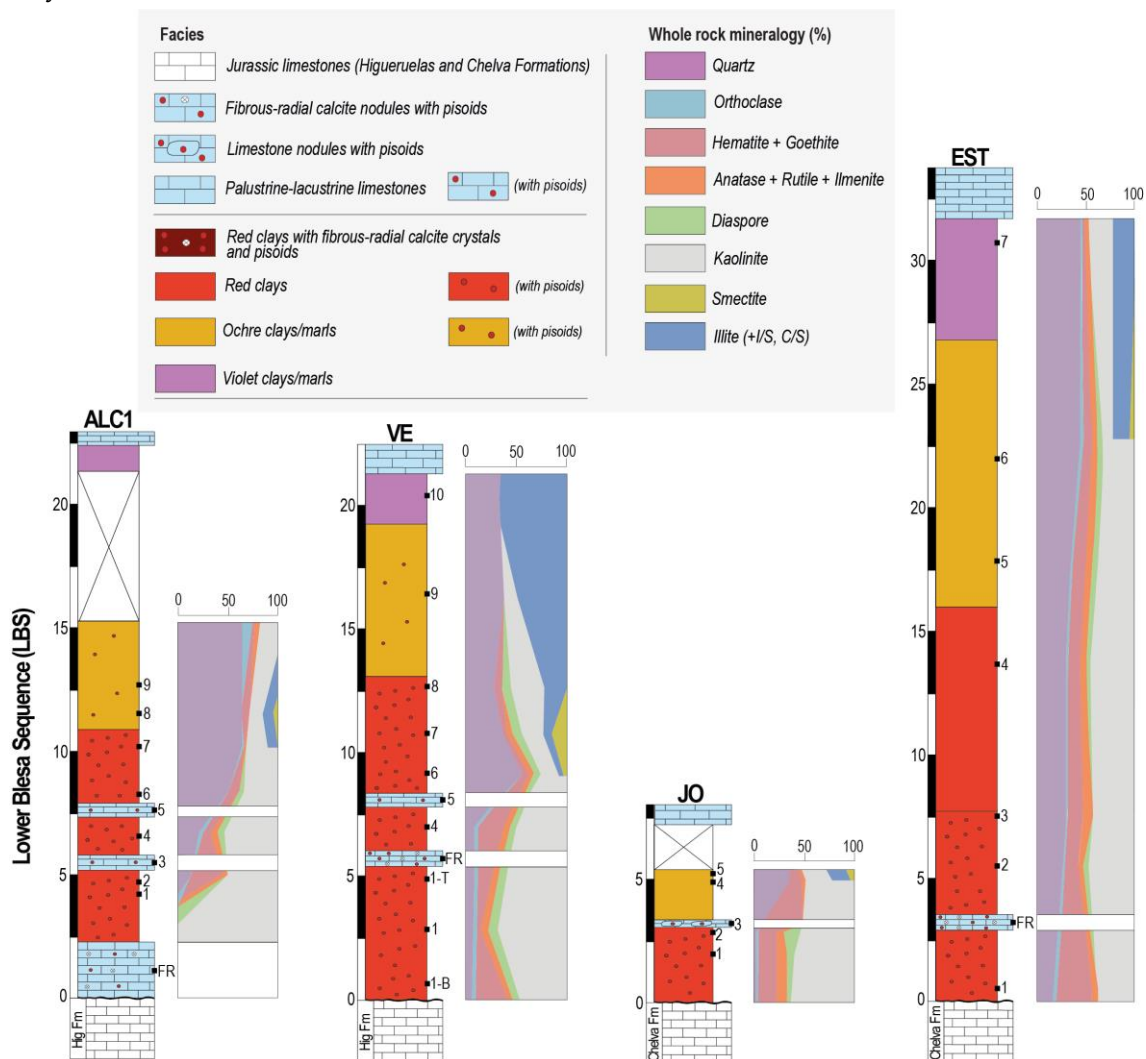 Facies
Jurassic limestones (Higueruelas and Chelva Formations)
Fibrous-radial calcite nodules with pisoids
Limestone nodules with pisoids
Palustrine-lacustrine limestones
(with pisoids)
Red clays with fibrous-radial calcite crystals
and pisoids
Red clays
(with pisoids)
Ochre clays/marls
(with pisoids)
Violet clays/marls
Whole rock mineralogy (%)
Quartz
Orthoclase
Hematite + Goethite
Anatase + Rutile + Ilmenite
Diaspore
Kaolinite
Smectite
Illite (+I/S, C/S)
Lower Blesa Sequence (LBS)
ALC1
20
15
10
5
0
9
8
7
6
5
4
3
2
1
FR
Hig Fm
0 50 100
VE
20
15
10
5
0
10
9
8
7
6
5
4
FR
1-T
1
1-B
Hig Fm
0 50 100
JO
5
0
5
4
3
2
1
Chelva Fm
0 50 100
EST
30
25
20
15
10
5
0
7
6
5
4
3
2
FR
1
Chelva Fm
0 50 100